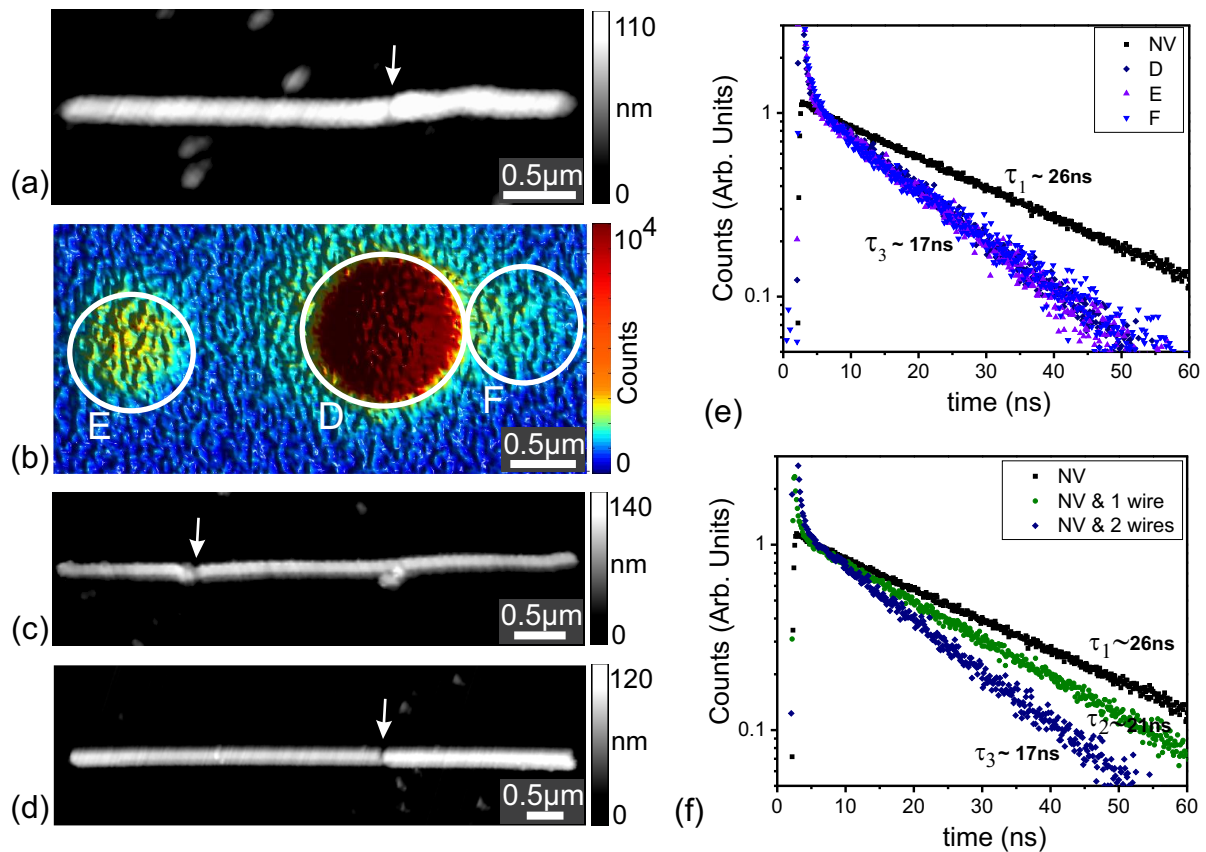 (a)
110
nm
0
0.5µm
(b)
10⁴
Counts
0
E
D
F
0.5µm
(c)
140
nm
0
0.5µm
(d)
120
nm
0
0.5µm
(e)
Counts (Arb. Units)
1
0.1
0 10 20 30 40 50 60
time (ns)
NV
D
E
F
τ₁ ~ 26ns
τ₃ ~ 17ns
(f)
Counts (Arb. Units)
1
0.1
0 10 20 30 40 50 60
time (ns)
NV
NV & 1 wire
NV & 2 wires
τ₁~26ns
τ₂~21ns
τ₃~17ns